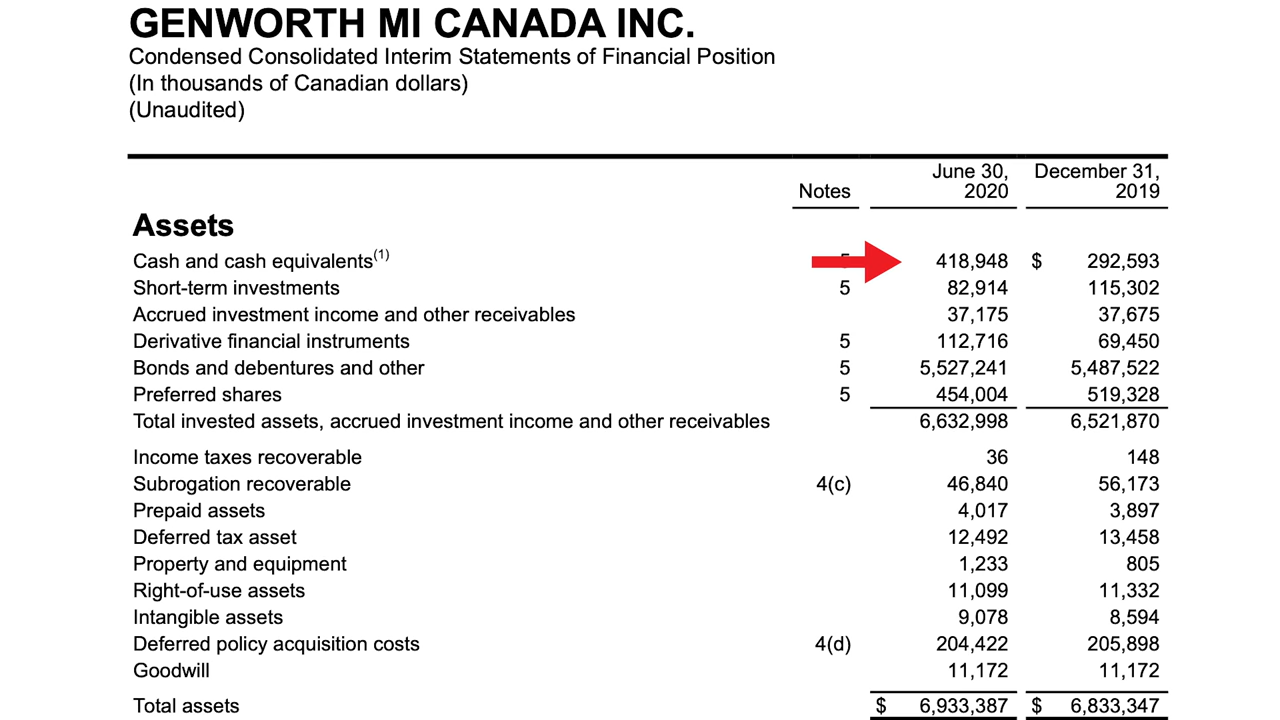 GENWORTH MI CANADA INC.
Condensed Consolidated Interim Statements of Financial Position
(In thousands of Canadian dollars)
(Unaudited)
June 30, December 31,
Notes 2020 2019
Assets
Cash and cash equivalents(1) 5 418,948 $ 292,593
Short-term investments 5 82,914 115,302
Accrued investment income and other receivables 37,175 37,675
Derivative financial instruments 5 112,716 69,450
Bonds and debentures and other 5 5,527,241 5,487,522
Preferred shares 5 454,004 519,328
Total invested assets, accrued investment income and other receivables 6,632,998 6,521,870
Income taxes recoverable 36 148
Subrogation recoverable 4(c) 46,840 56,173
Prepaid assets 4,017 3,897
Deferred tax asset 12,492 13,458
Property and equipment 1,233 805
Right-of-use assets 11,099 11,332
Intangible assets 9,078 8,594
Deferred policy acquisition costs 4(d) 204,422 205,898
Goodwill 11,172 11,172
Total assets $ 6,933,387 $ 6,833,347